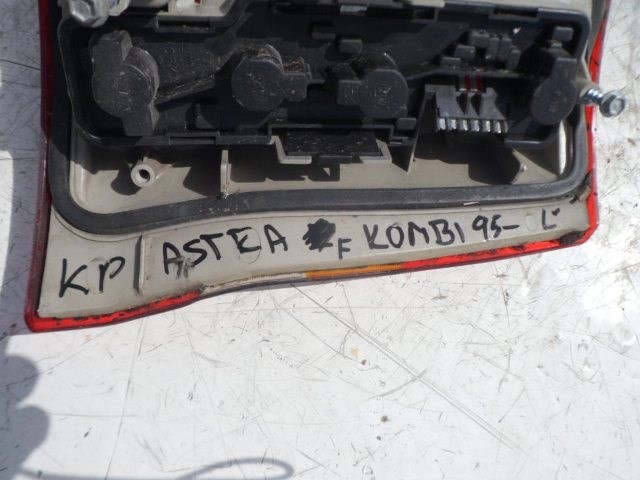 KP/ASTRA F KOMBI 95- L